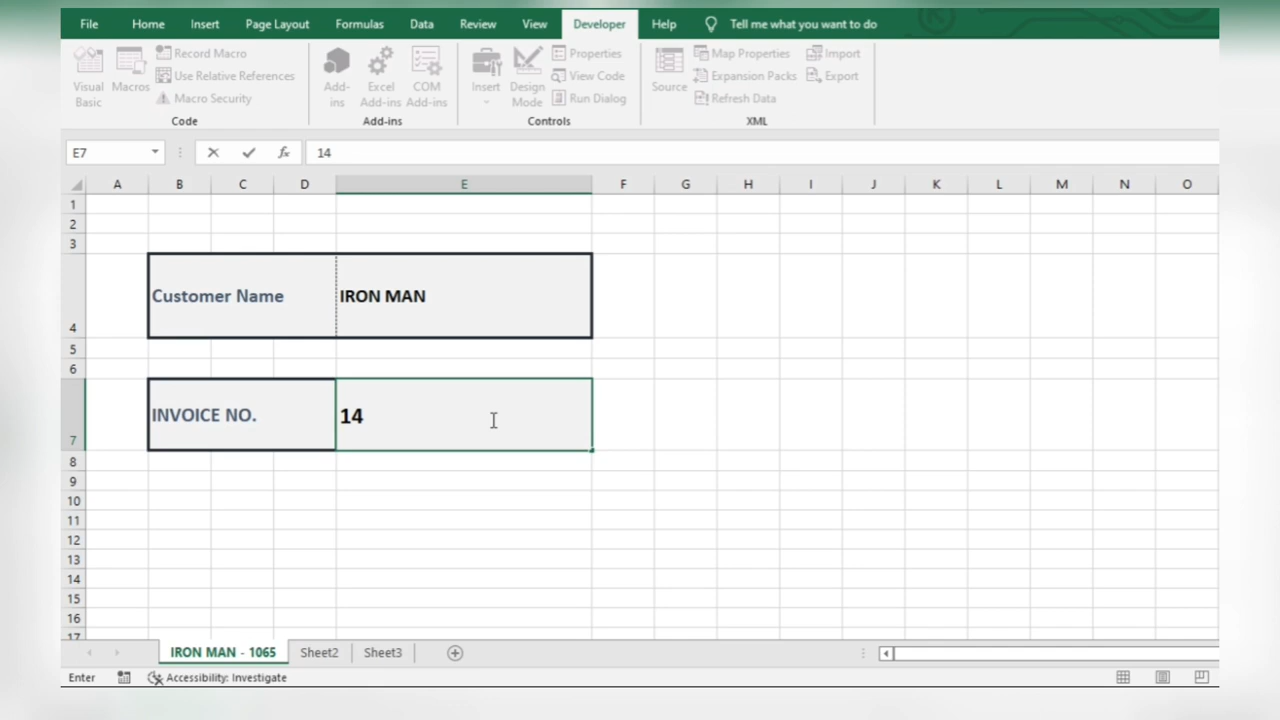 File Home Insert Page Layout Formulas Data Review View Developer Help Tell me what you want to do
Visual Basic Macros Record Macro Use Relative References Macro Security Code
Add-ins Excel Add-ins COM Add-ins Add-ins
Insert Design Mode Properties View Code Run Dialog Controls
Source Map Properties Expansion Packs Refresh Data Import Export XML
E7 fx 14
A B C D E F G H I J K L M N O
1
2
3
4 Customer Name IRON MAN
5
6
7 INVOICE NO. 14
8
9
10
11
12
13
14
15
16
17
IRON MAN - 1065 Sheet2 Sheet3
Enter Accessibility: Investigate